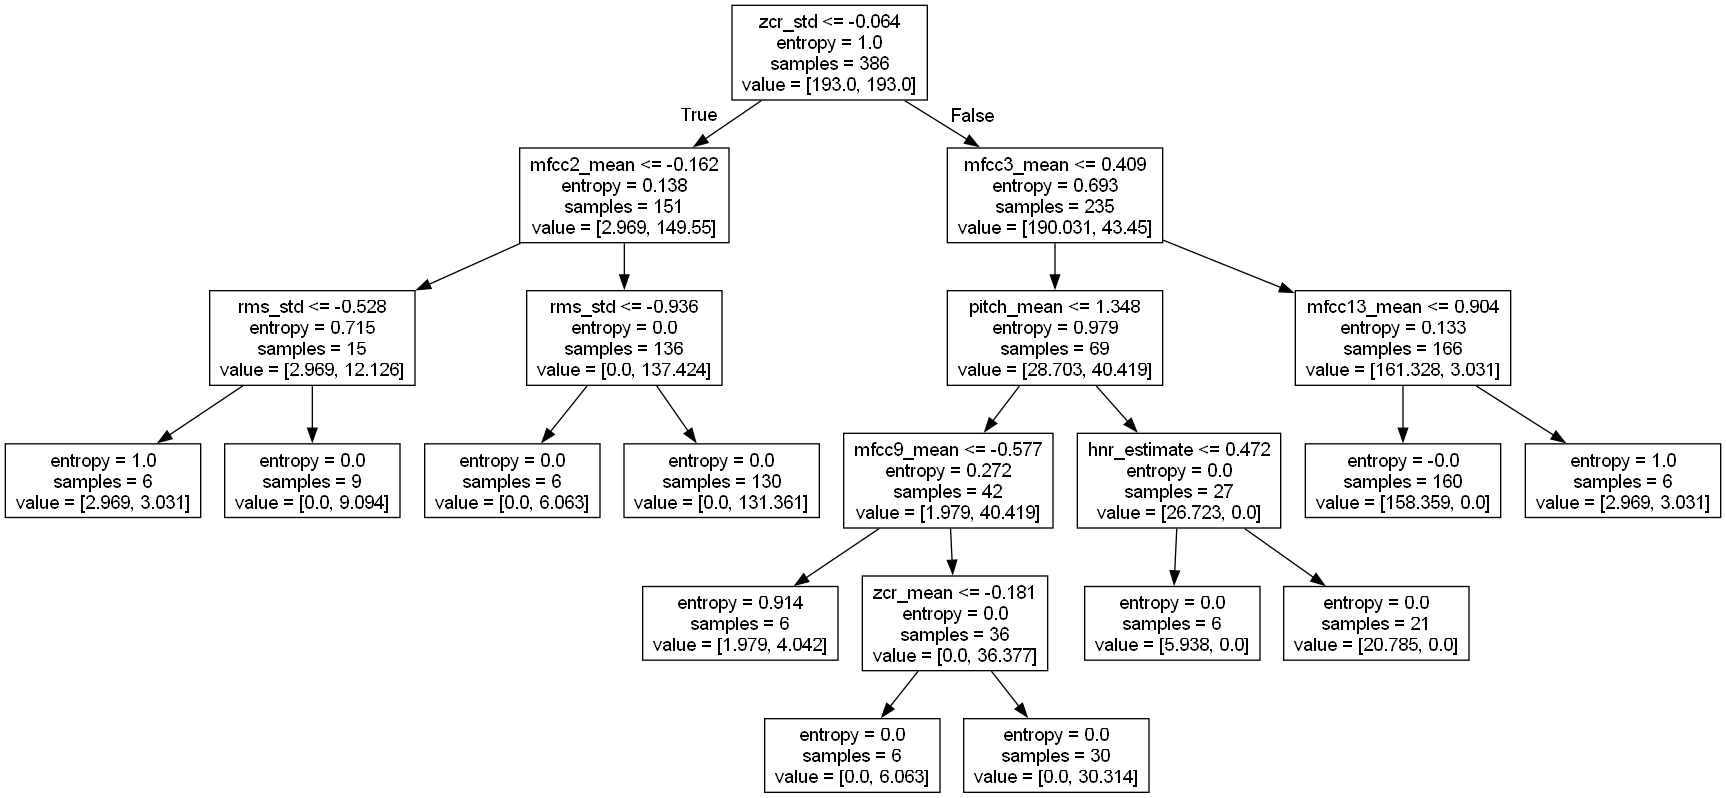 zcr_std <= -0.064
entropy = 1.0
samples = 386
value = [193.0, 193.0]
True
False
mfcc2_mean <= -0.162
entropy = 0.138
samples = 151
value = [2.969, 149.55]
mfcc3_mean <= 0.409
entropy = 0.693
samples = 235
value = [190.031, 43.45]
rms_std <= -0.528
entropy = 0.715
samples = 15
value = [2.969, 12.126]
rms_std <= -0.936
entropy = 0.0
samples = 136
value = [0.0, 137.424]
pitch_mean <= 1.348
entropy = 0.979
samples = 69
value = [28.703, 40.419]
mfcc13_mean <= 0.904
entropy = 0.133
samples = 166
value = [161.328, 3.031]
entropy = 1.0
samples = 6
value = [2.969, 3.031]
entropy = 0.0
samples = 9
value = [0.0, 9.094]
entropy = 0.0
samples = 6
value = [0.0, 6.063]
entropy = 0.0
samples = 130
value = [0.0, 131.361]
mfcc9_mean <= -0.577
entropy = 0.272
samples = 42
value = [1.979, 40.419]
hnr_estimate <= 0.472
entropy = 0.0
samples = 27
value = [26.723, 0.0]
entropy = -0.0
samples = 160
value = [158.359, 0.0]
entropy = 1.0
samples = 6
value = [2.969, 3.031]
entropy = 0.914
samples = 6
value = [1.979, 4.042]
zcr_mean <= -0.181
entropy = 0.0
samples = 36
value = [0.0, 36.377]
entropy = 0.0
samples = 6
value = [5.938, 0.0]
entropy = 0.0
samples = 21
value = [20.785, 0.0]
entropy = 0.0
samples = 6
value = [0.0, 6.063]
entropy = 0.0
samples = 30
value = [0.0, 30.314]